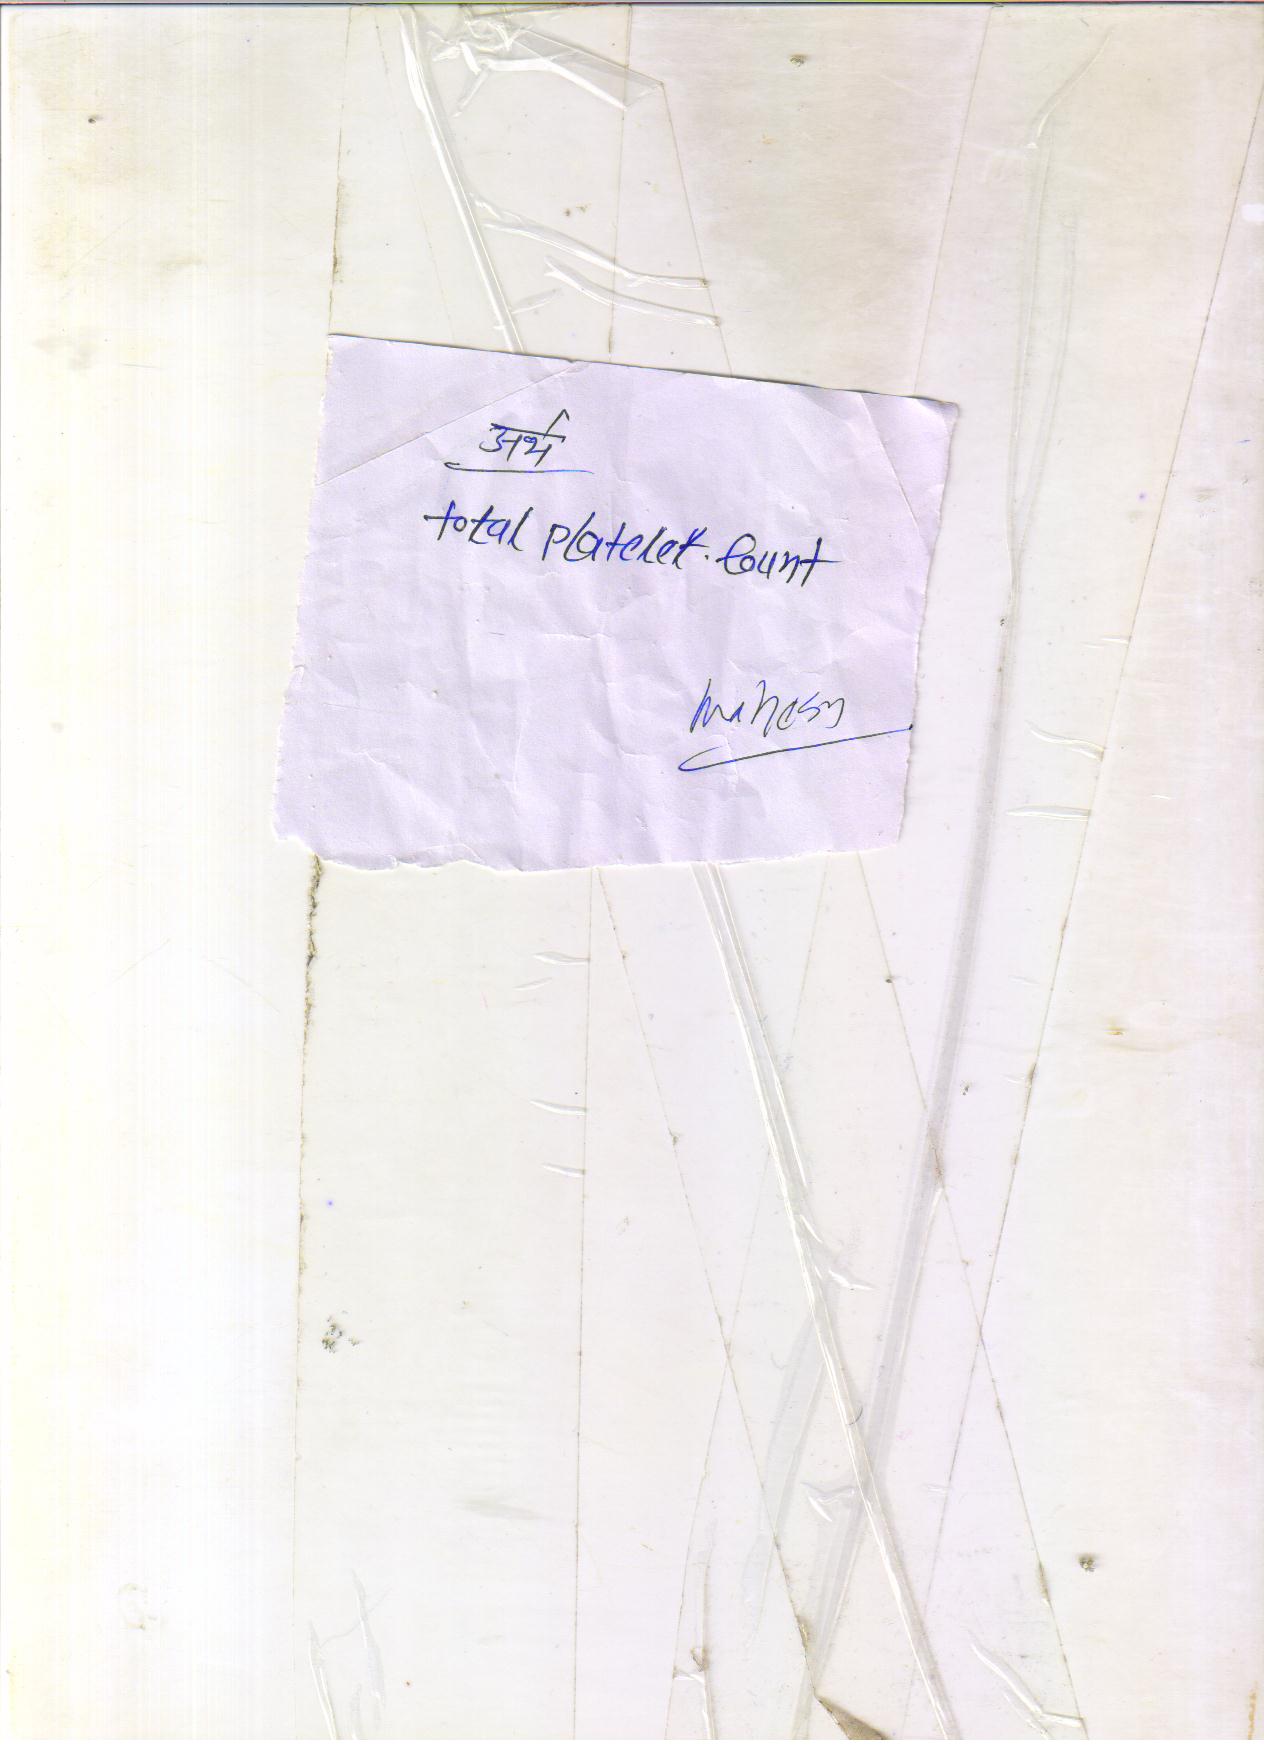 अर्थ
total platelet count
mahesh